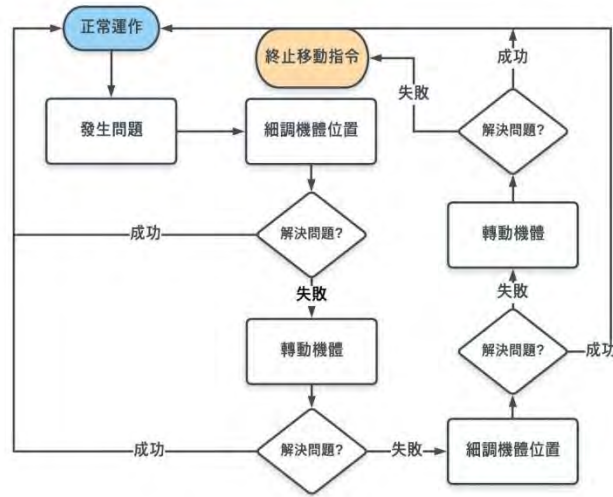 正常運作
終止移動指令
成功
失敗
發生問題
細調機體位置
解決問題?
解決問題?
成功
轉動機體
失敗
失敗
轉動機體
解決問題?
成功
成功
解決問題?
失敗
細調機體位置